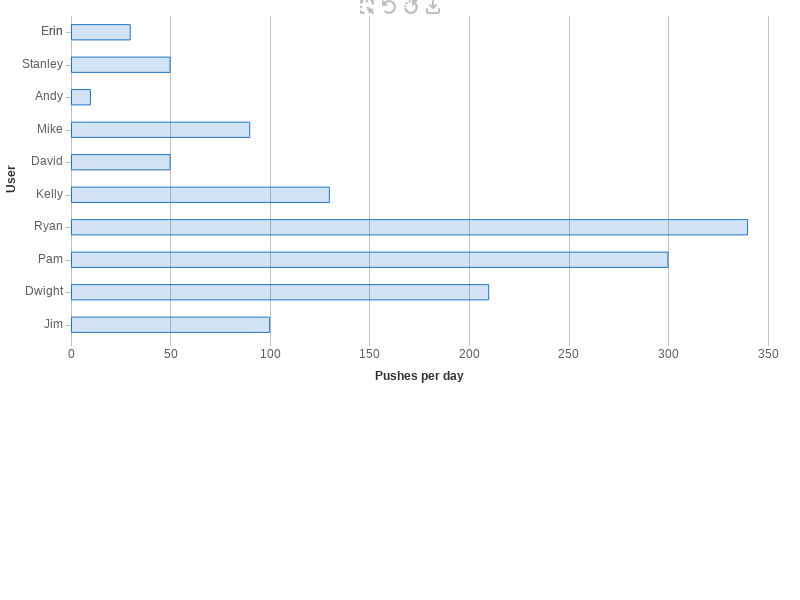 Erin
Stanley
Andy
Mike
David
Kelly
Ryan
Pam
Dwight
Jim
User
0 50 100 150 200 250 300 350
Pushes per day